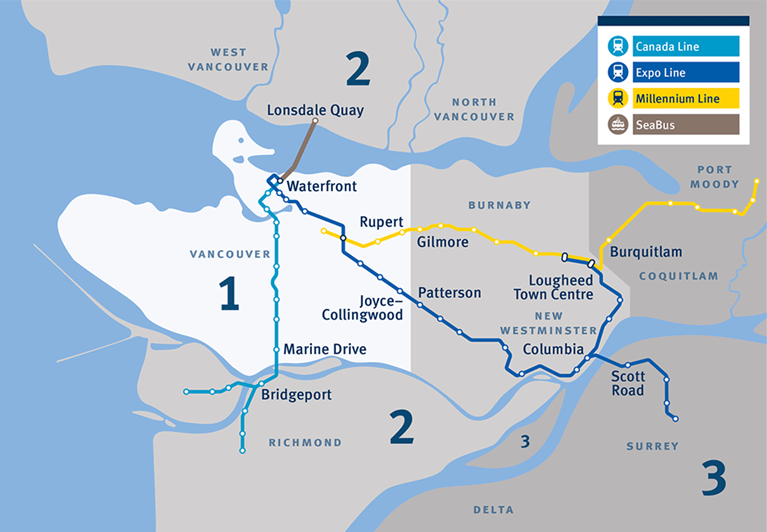 WEST
VANCOUVER
2
Canada Line
Expo Line
Millennium Line
SeaBus
Lonsdale Quay
NORTH
VANCOUVER
PORT
MOODY
Waterfront
BURNABY
Rupert
Gilmore
VANCOUVER
Burquitlam
COQUITLAM
1
Lougheed
Town Centre
Patterson
Joyce–
Collingwood
NEW
WESTMINSTER
Marine Drive
Columbia
Bridgeport
Scott
Road
RICHMOND
2
3
SURREY
3
DELTA